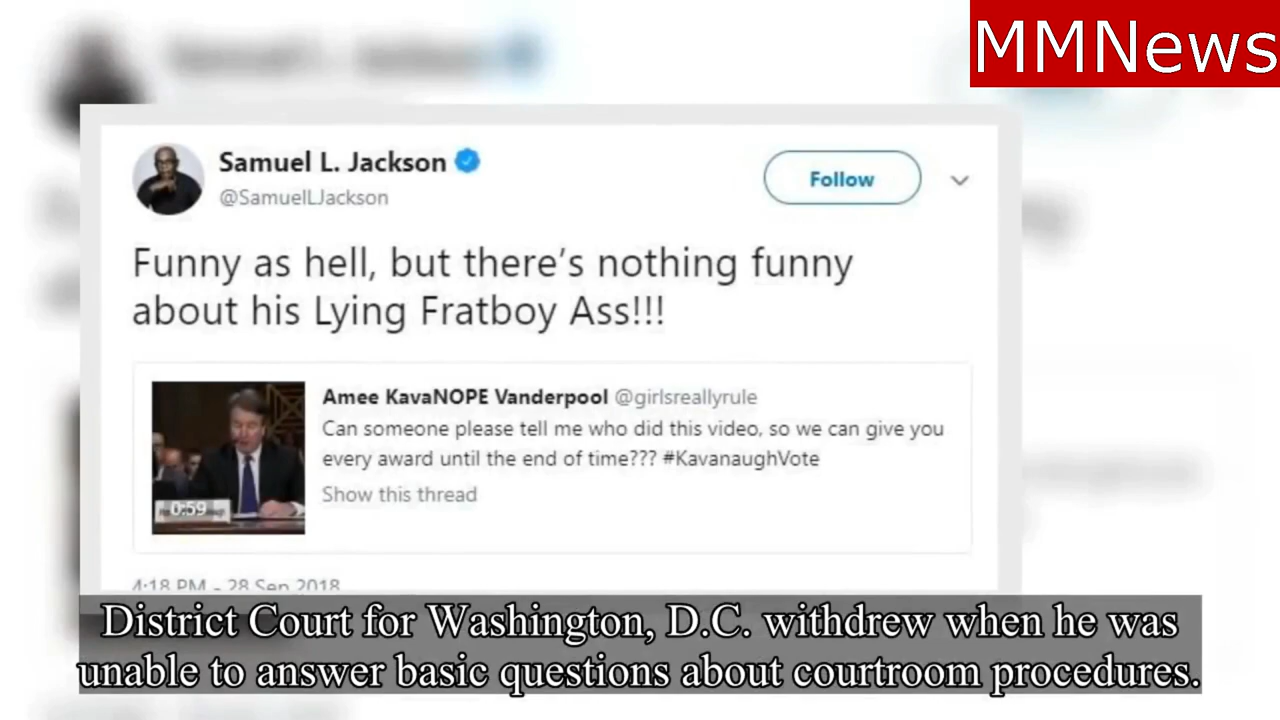 MMNews
Samuel L. Jackson
@SamuelLJackson
Follow
Funny as hell, but there's nothing funny
about his Lying Fratboy Ass!!!
Amee KavaNOPE Vanderpool @girlsreallyrule
Can someone please tell me who did this video, so we can give you
every award until the end of time??? #KavanaughVote
Show this thread
0:59
4:18 PM - 28 Sep 2018
District Court for Washington, D.C. withdrew when he was
unable to answer basic questions about courtroom procedures.